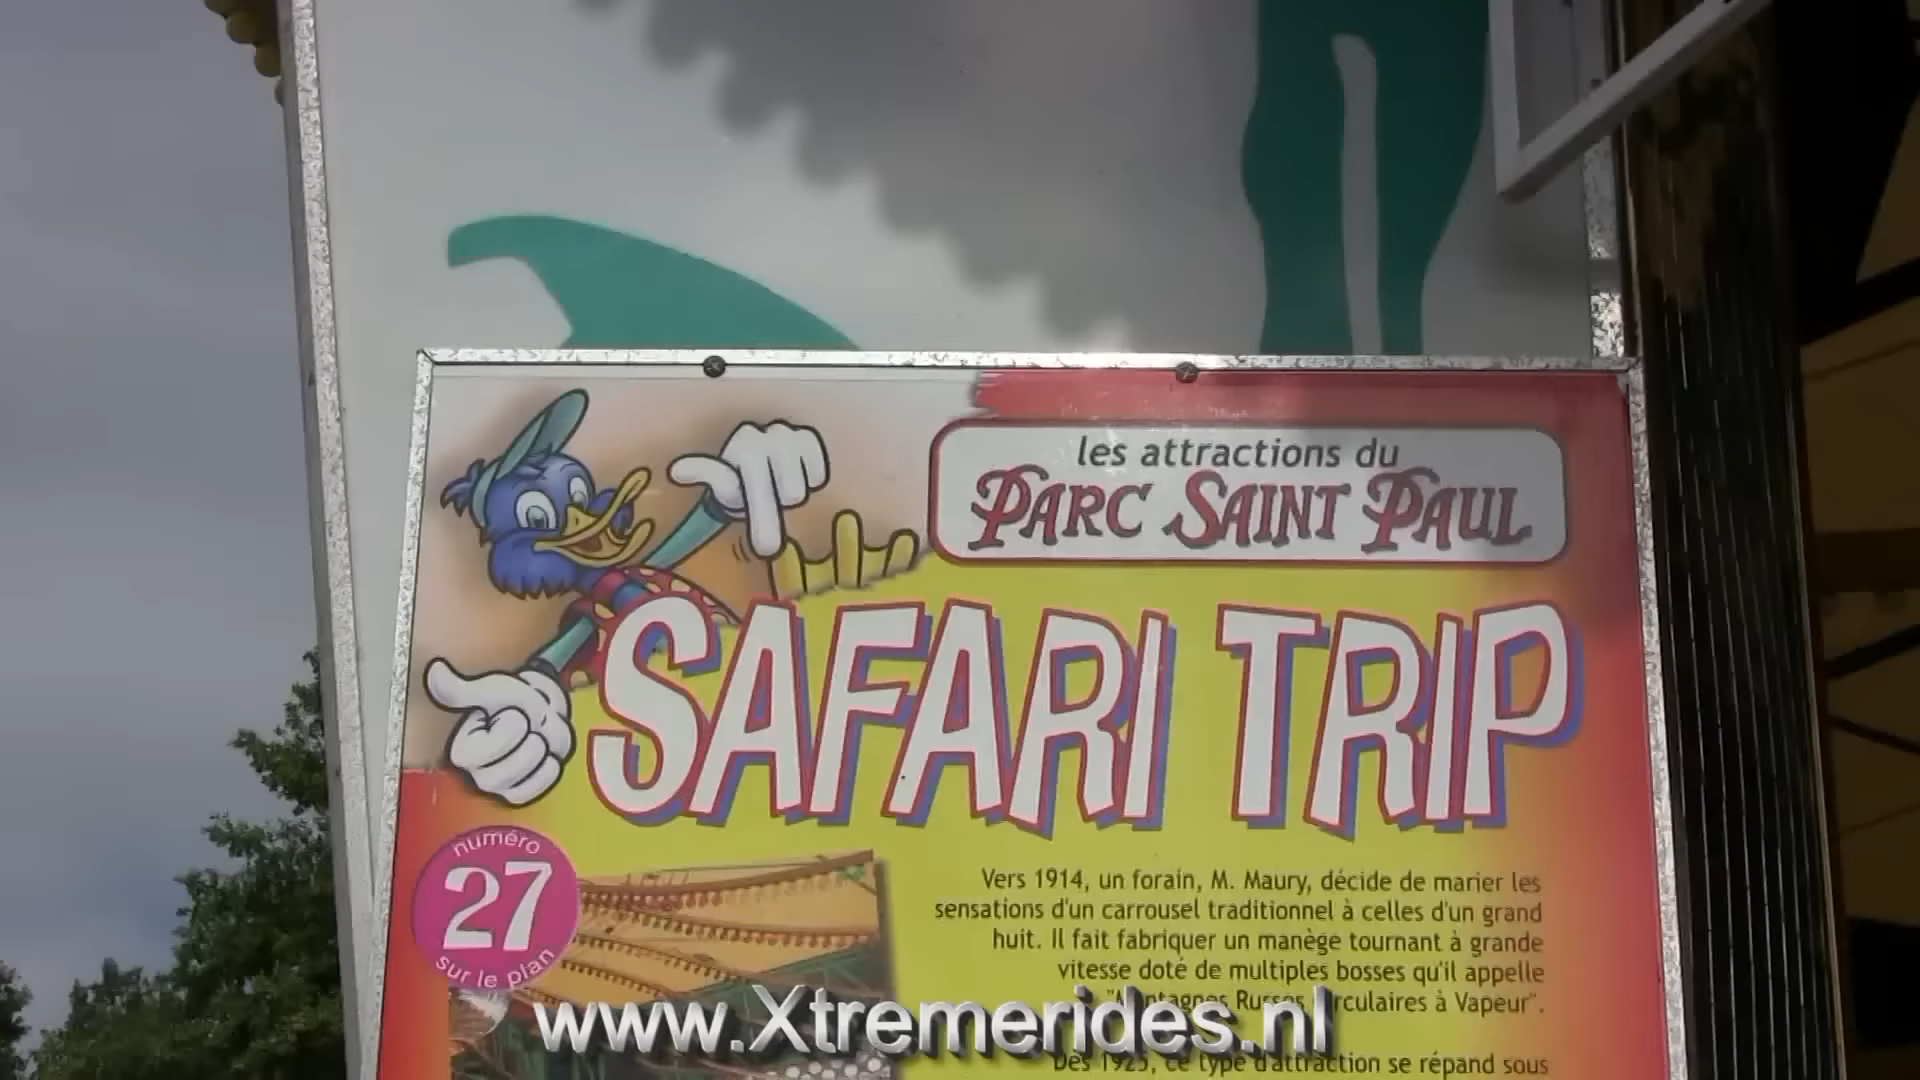 les attractions du
PARC SAINT PAUL
SAFARI TRIP
numéro
27
sur le plan
Vers 1914, un forain, M. Maury, décide de marier les
sensations d'un carrousel traditionnel à celles d'un grand
huit. Il fait fabriquer un manège tournant à grande
vitesse doté de multiples bosses qu'il appelle
à Vapeur".
www.Xtremerides.nl
Dès 1925, ce type d'attraction se répand sous